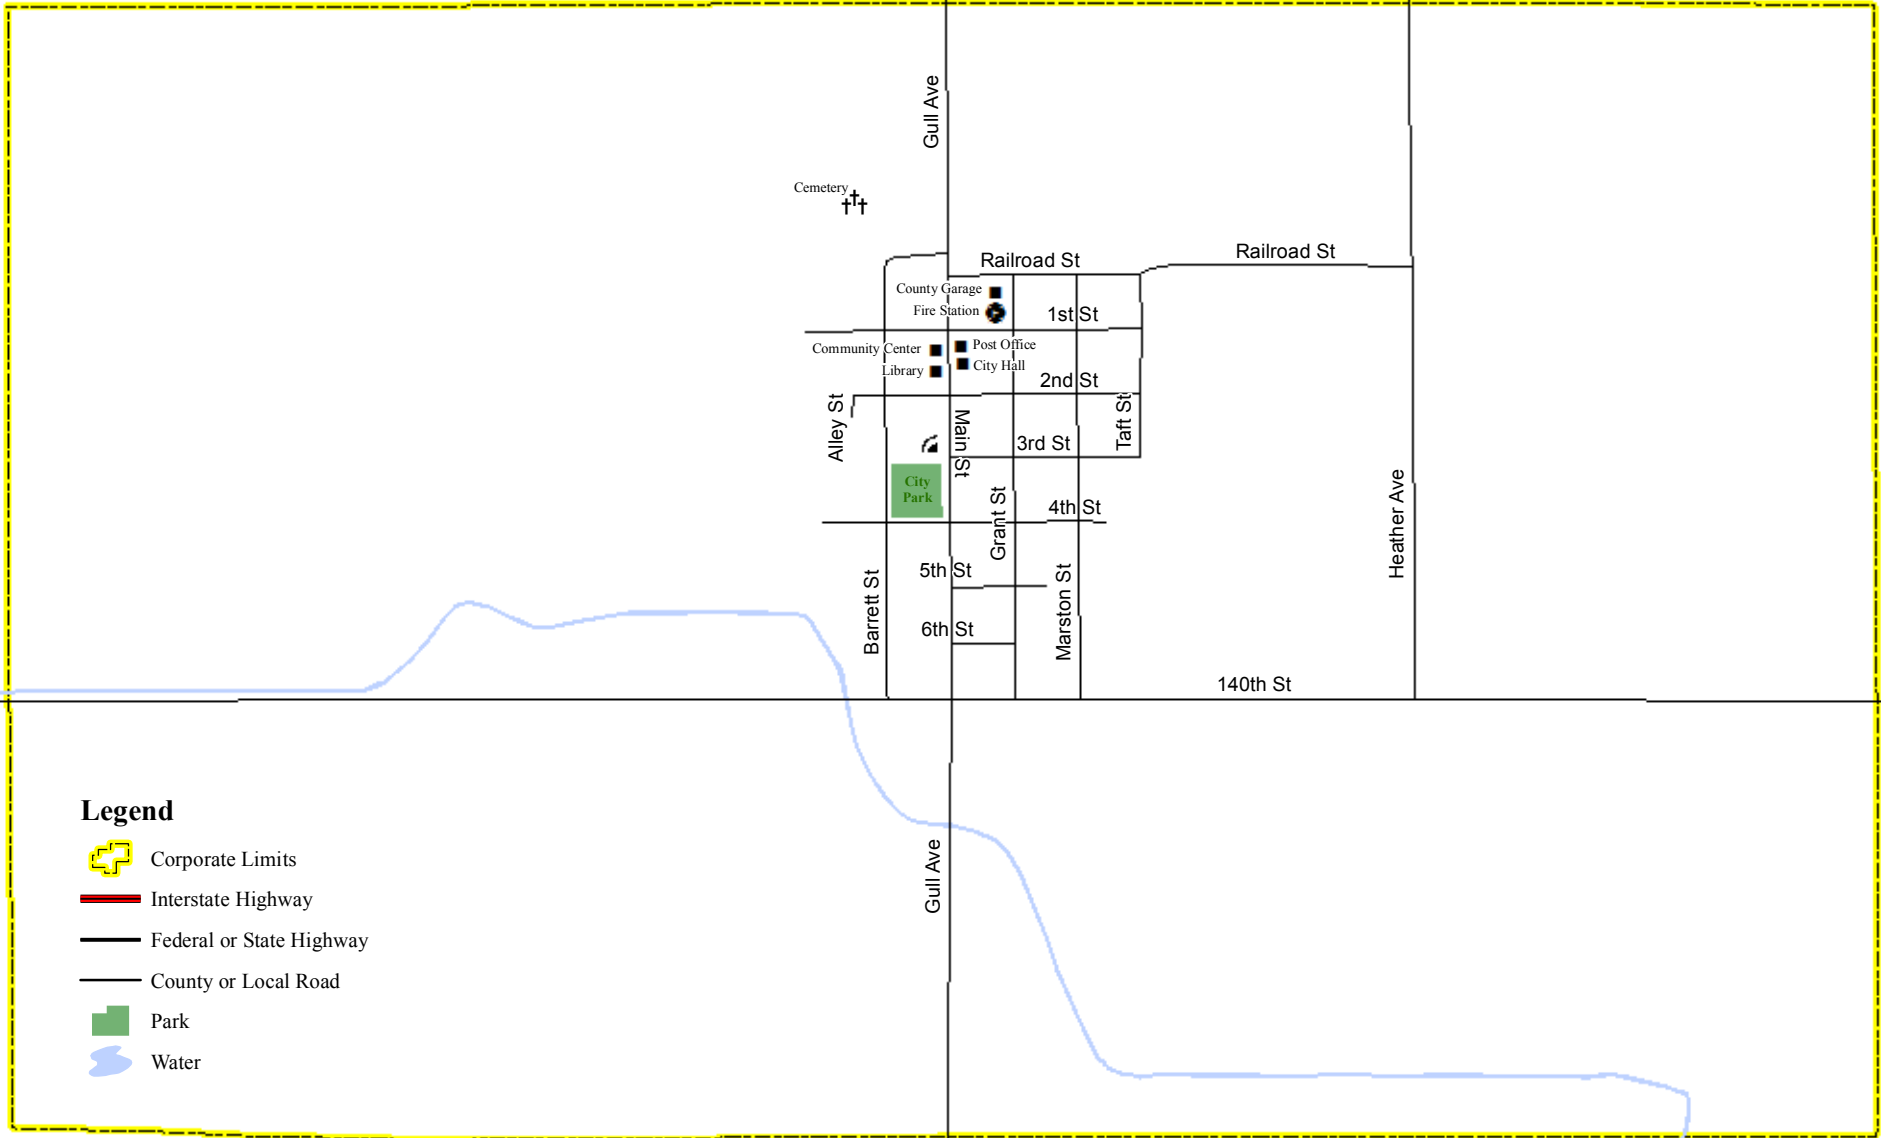 Gull Ave
Cemetery
Railroad St
Railroad St
County Garage
Fire Station
1st St
Community Center
Post Office
Library
City Hall
2nd St
Alley St
Main St
Taft St
3rd St
City
Park
Grant St
4th St
Heather Ave
5th St
Barrett St
Marston St
6th St
140th St
Gull Ave
Legend
Corporate Limits
Interstate Highway
Federal or State Highway
County or Local Road
Park
Water